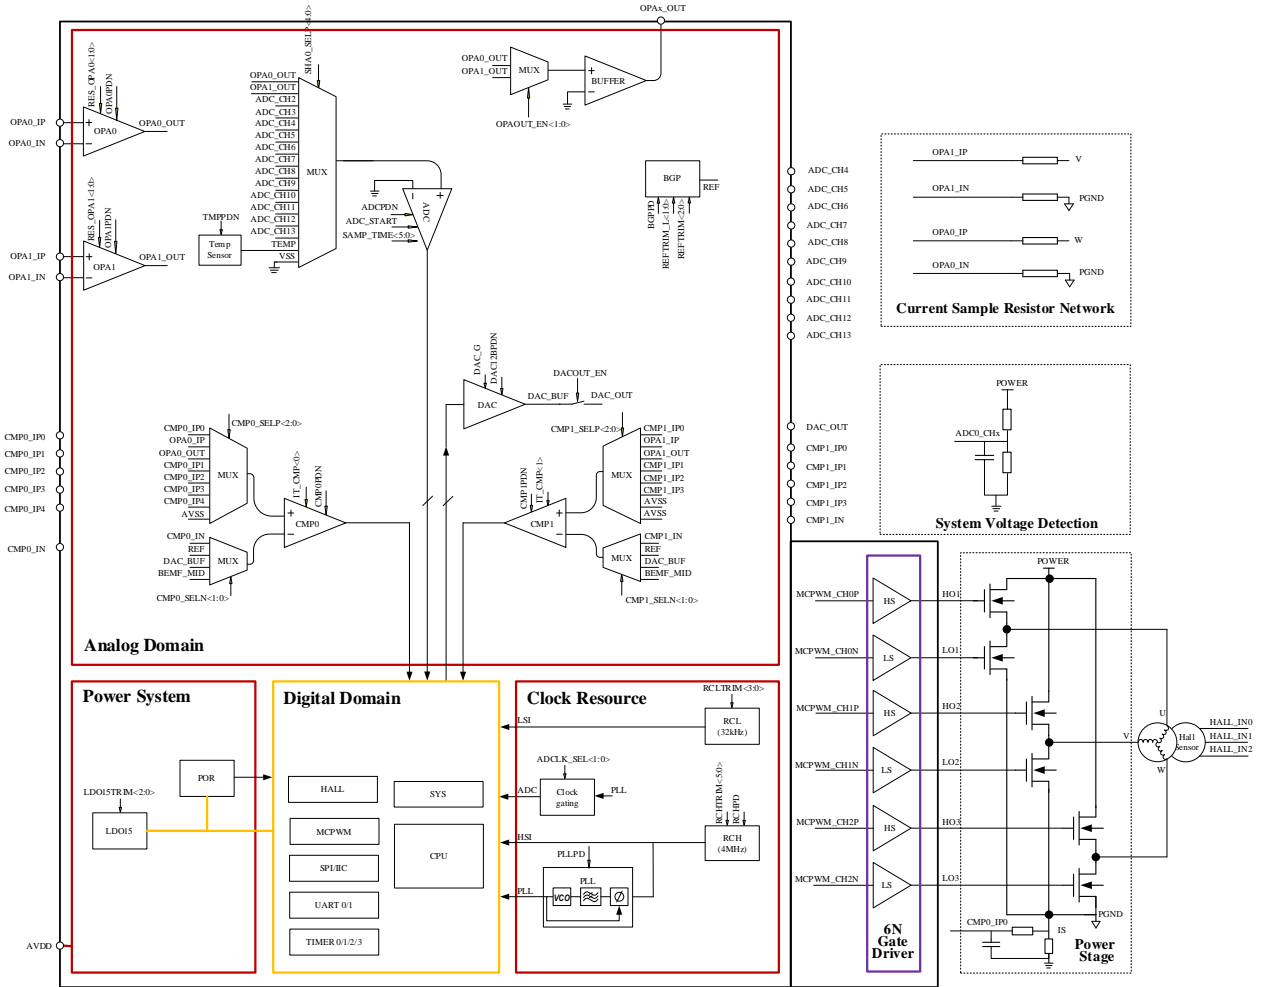 OPAx_OUT
SHA0_SELP<4:0>
OPA0_OUT
OPA1_OUT
MUX
BUFFER
OPAOUT_EN<1:0>
RES_OPA0<1:0>
OPA0PDN
OPA0_IP
OPA0_IN
OPA0
OPA0_OUT
OPA0_OUT
OPA1_OUT
ADC_CH2
ADC_CH3
ADC_CH4
ADC_CH5
ADC_CH6
ADC_CH7
ADC_CH8
ADC_CH9
ADC_CH10
ADC_CH11
ADC_CH12
ADC_CH13
TEMP
VSS
MUX
TMPPDN
Temp
Sensor
RES_OPA1<1:0>
OPA1PDN
OPA1_IP
OPA1_IN
OPA1
OPA1_OUT
ADC
ADCPDN
ADC_START
SAMP_TIME<5:0>
BGP
REF
BGPPD
REFTRIM_L<1:0>
REFTRIM<2:0>
ADC_CH4
ADC_CH5
ADC_CH6
ADC_CH7
ADC_CH8
ADC_CH9
ADC_CH10
ADC_CH11
ADC_CH12
ADC_CH13
OPA1_IP
V
OPA1_IN
PGND
OPA0_IP
W
OPA0_IN
PGND
Current Sample Resistor Network
DAC_G
DAC12BPDN
DACOUT_EN
DAC
DAC_BUF
DAC_OUT
POWER
ADC0_CHx
System Voltage Detection
CMP0_IP0
CMP0_IP1
CMP0_IP2
CMP0_IP3
CMP0_IP4
CMP0_IN
CMP0_SELP<2:0>
CMP0_IP0
OPA0_IP
OPA0_OUT
CMP0_IP1
CMP0_IP2
CMP0_IP3
CMP0_IP4
AVSS
MUX
CMP0_IN
REF
DAC_BUF
BEMF_MID
MUX
CMP0_SELN<1:0>
IT_CMP<0>
CMP0PDN
CMP0
CMP1PDN
IT_CMP<1>
CMP1
CMP1_SELP<2:0>
MUX
CMP1_IP0
OPA1_IP
OPA1_OUT
CMP1_IP1
CMP1_IP2
CMP1_IP3
AVSS
AVSS
MUX
CMP1_IN
REF
DAC_BUF
BEMF_MID
CMP1_SELN<1:0>
DAC_OUT
CMP1_IP0
CMP1_IP1
CMP1_IP2
CMP1_IP3
CMP1_IN
Analog Domain
Power System
POR
LDO15TRIM<2:0>
LDO15
AVDD
Digital Domain
HALL
MCPWM
SPI/IIC
UART 0/1
TIMER 0/1/2/3
SYS
CPU
Clock Resource
RCLTRIM<3:0>
LSI
RCL
(32kHz)
ADCLK_SEL<1:0>
ADC
Clock
gating
PLL
RCHTRIM<5:0>
RCHPD
HSI
RCH
(4MHz)
PLLPD
PLL
PLL
VCO
MCPWM_CH0P
HS
HO1
MCPWM_CH0N
LS
LO1
MCPWM_CH1P
HS
HO2
MCPWM_CH1N
LS
LO2
MCPWM_CH2P
HS
HO3
MCPWM_CH2N
LS
LO3
6N
Gate
Driver
POWER
U
V
W
Hall
Sensor
HALL_IN0
HALL_IN1
HALL_IN2
PGND
CMP0_IP0
IS
Power
Stage